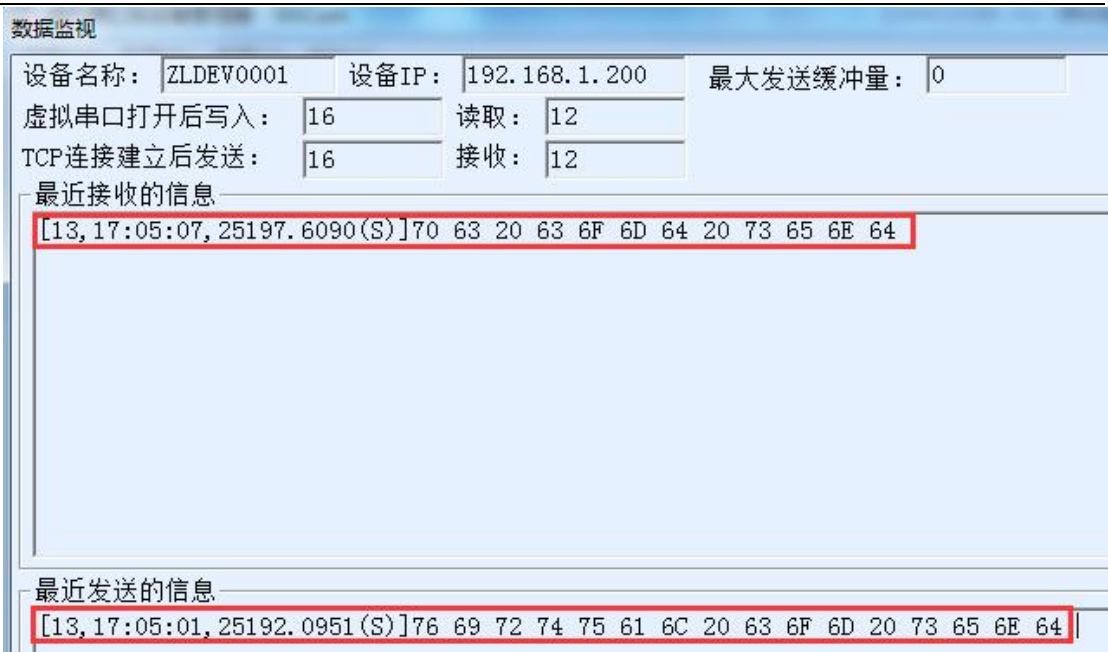 数据监视
设备名称： ZLDEV0001 设备IP： 192.168.1.200 最大发送缓冲量： 0
虚拟串口打开后写入： 16 读取： 12
TCP连接建立后发送： 16 接收： 12
最近接收的信息
[13,17:05:07,25197.6090(S)]70 63 20 63 6F 6D 64 20 73 65 6E 64
最近发送的信息
[13,17:05:01,25192.0951(S)]76 69 72 74 75 61 6C 20 63 6F 6D 20 73 65 6E 64